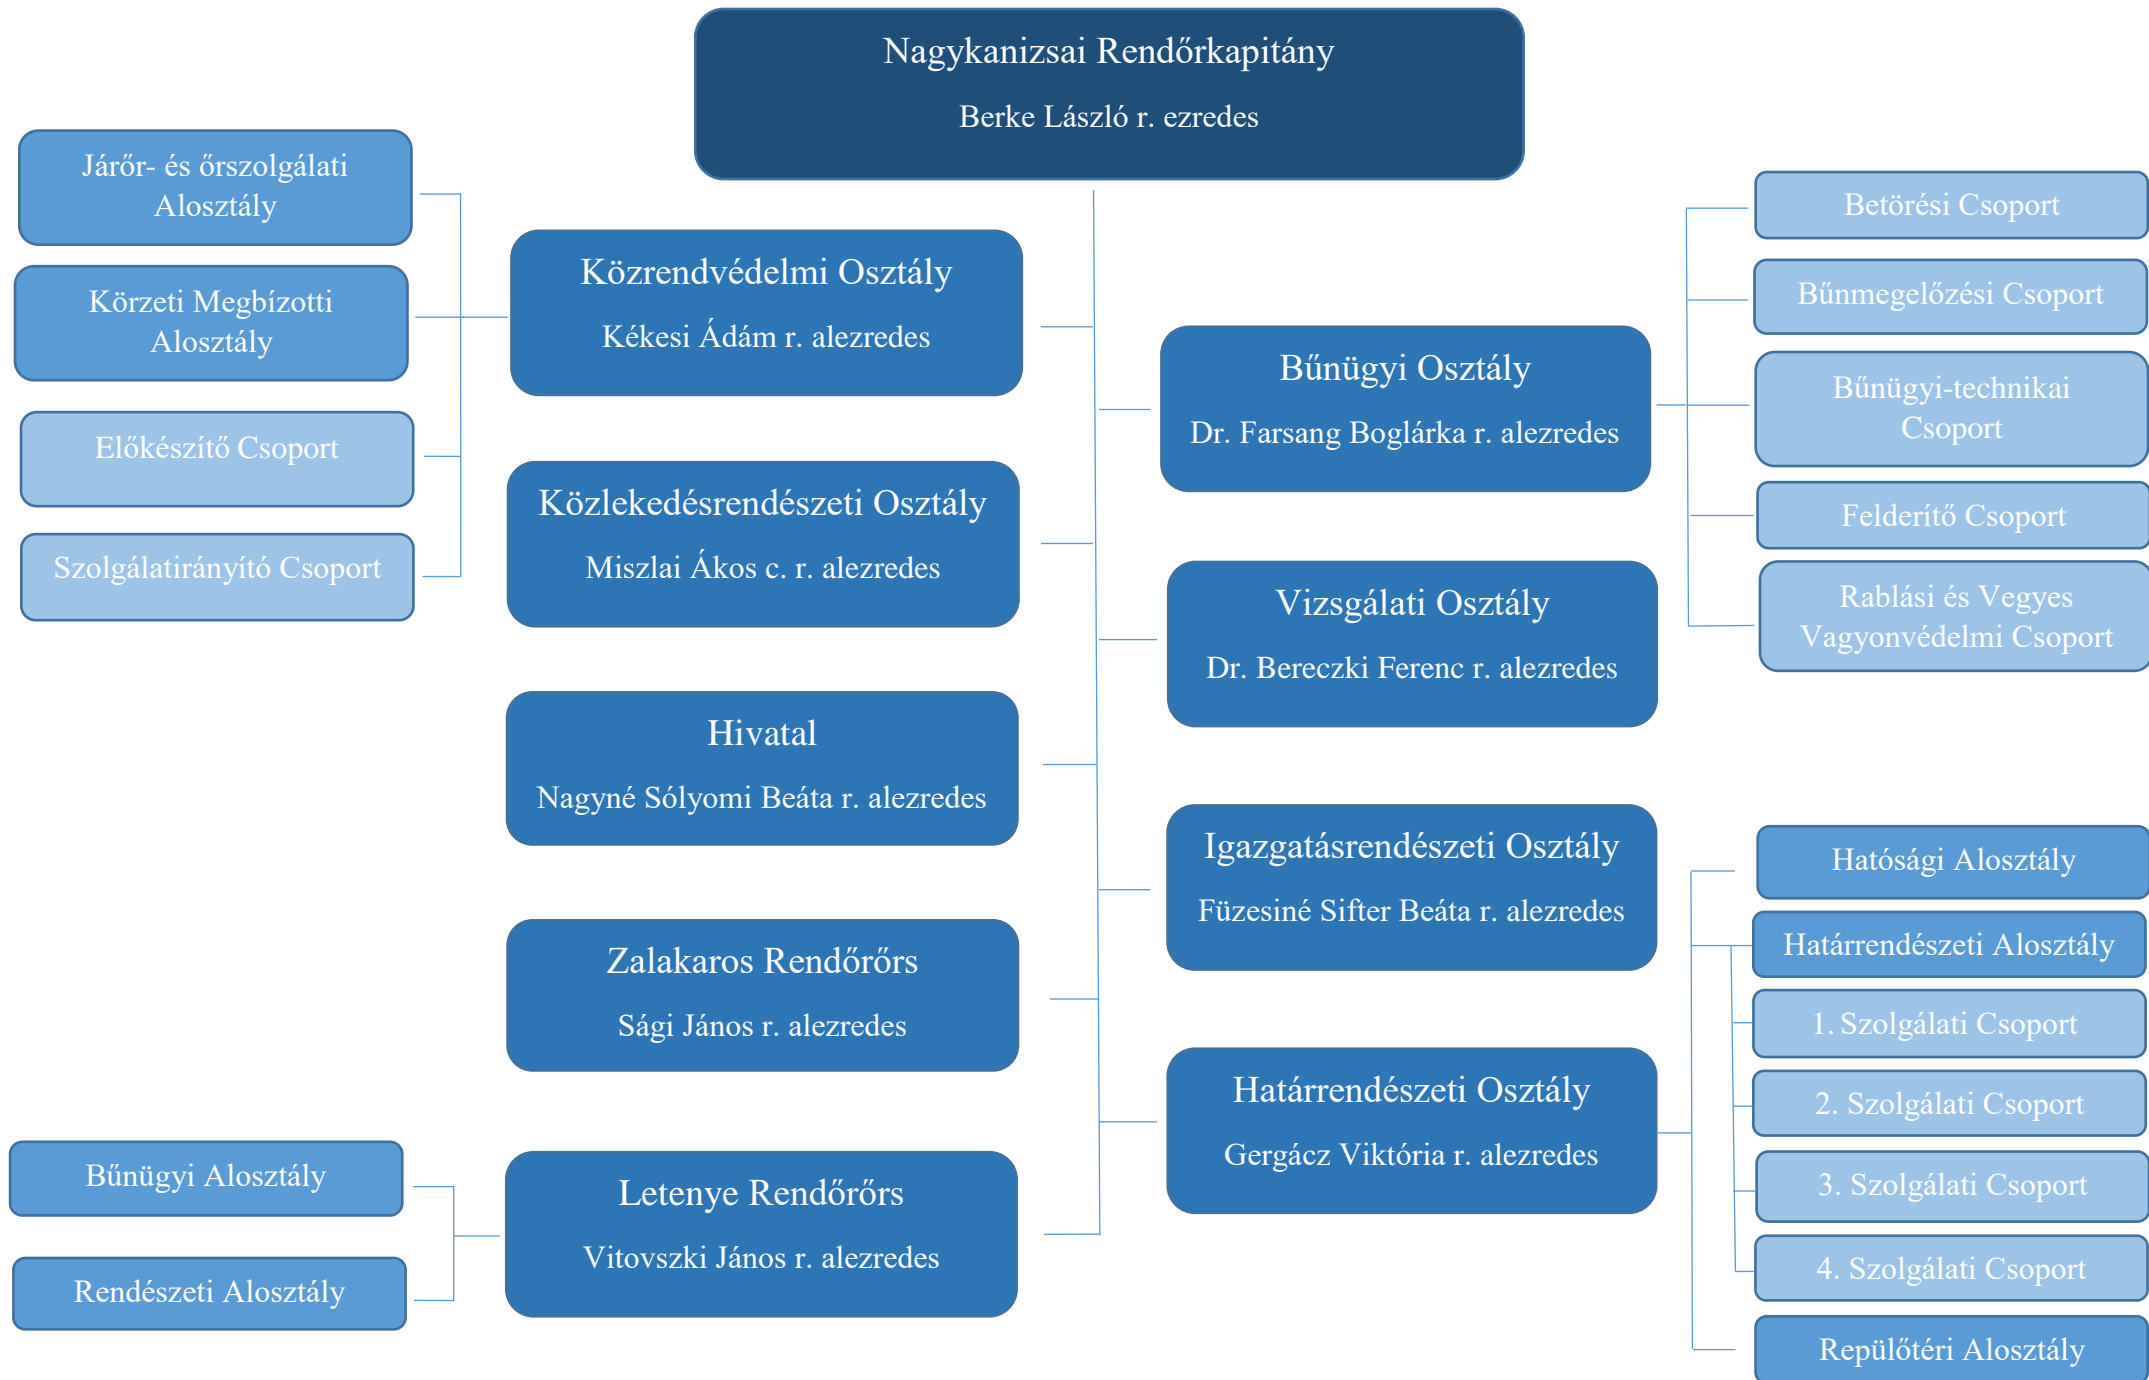 Nagykanizsai Rendőrkapitány
Berke László r. ezredes
Járőr- és őrszolgálati
Alosztály
Körzeti Megbízotti
Alosztály
Előkészítő Csoport
Szolgálatirányító Csoport
Közrendvédelmi Osztály
Kékesi Ádám r. alezredes
Közlekedésrendészeti Osztály
Miszlai Ákos c. r. alezredes
Hivatal
Nagyné Sólyomi Beáta r. alezredes
Zalakaros Rendőrőrs
Sági János r. alezredes
Letenye Rendőrőrs
Vitovszki János r. alezredes
Bűnügyi Alosztály
Rendészeti Alosztály
Bűnügyi Osztály
Dr. Farsang Boglárka r. alezredes
Vizsgálati Osztály
Dr. Bereczki Ferenc r. alezredes
Igazgatásrendészeti Osztály
Füzesiné Sifter Beáta r. alezredes
Határrendészeti Osztály
Gergácz Viktória r. alezredes
Betörési Csoport
Bűnmegelőzési Csoport
Bűnügyi-technikai
Csoport
Felderítő Csoport
Rablási és Vegyes
Vagyonvédelmi Csoport
Hatósági Alosztály
Határrendészeti Alosztály
1. Szolgálati Csoport
2. Szolgálati Csoport
3. Szolgálati Csoport
4. Szolgálati Csoport
Repülőtéri Alosztály